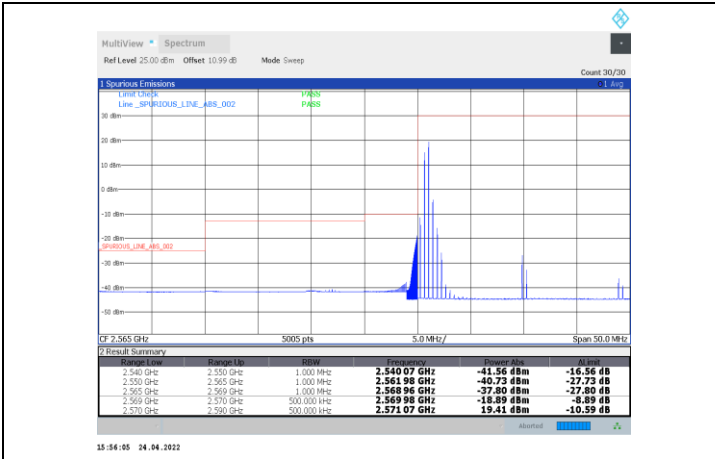 MultiView Spectrum
Ref Level 25.00 dBm Offset 10.99 dB Mode Sweep
Count 30/30
1 Spurious Emissions 1 Avg
Limit Check PASS
Line _SPURIOUS_LINE_ABS_002 PASS
30 dBm
20 dBm
10 dBm
0 dBm
-10 dBm
-20 dBm
_SPURIOUS_LINE_ABS_002
-30 dBm
-40 dBm
-50 dBm
CF 2.565 GHz 5005 pts 5.0 MHz/ Span 50.0 MHz
2 Result Summary
Range Low Range Up RBW Frequency Power Abs ΔLimit
2.540 GHz 2.550 GHz 1.000 MHz 2.540 07 GHz -41.56 dBm -16.56 dB
2.550 GHz 2.565 GHz 1.000 MHz 2.561 98 GHz -40.73 dBm -27.73 dB
2.565 GHz 2.569 GHz 1.000 MHz 2.568 96 GHz -37.80 dBm -27.80 dB
2.569 GHz 2.570 GHz 500.000 kHz 2.569 98 GHz -18.89 dBm -8.89 dB
2.570 GHz 2.590 GHz 500.000 kHz 2.571 07 GHz 19.41 dBm -10.59 dB
Aborted
15:56:05 24.04.2022